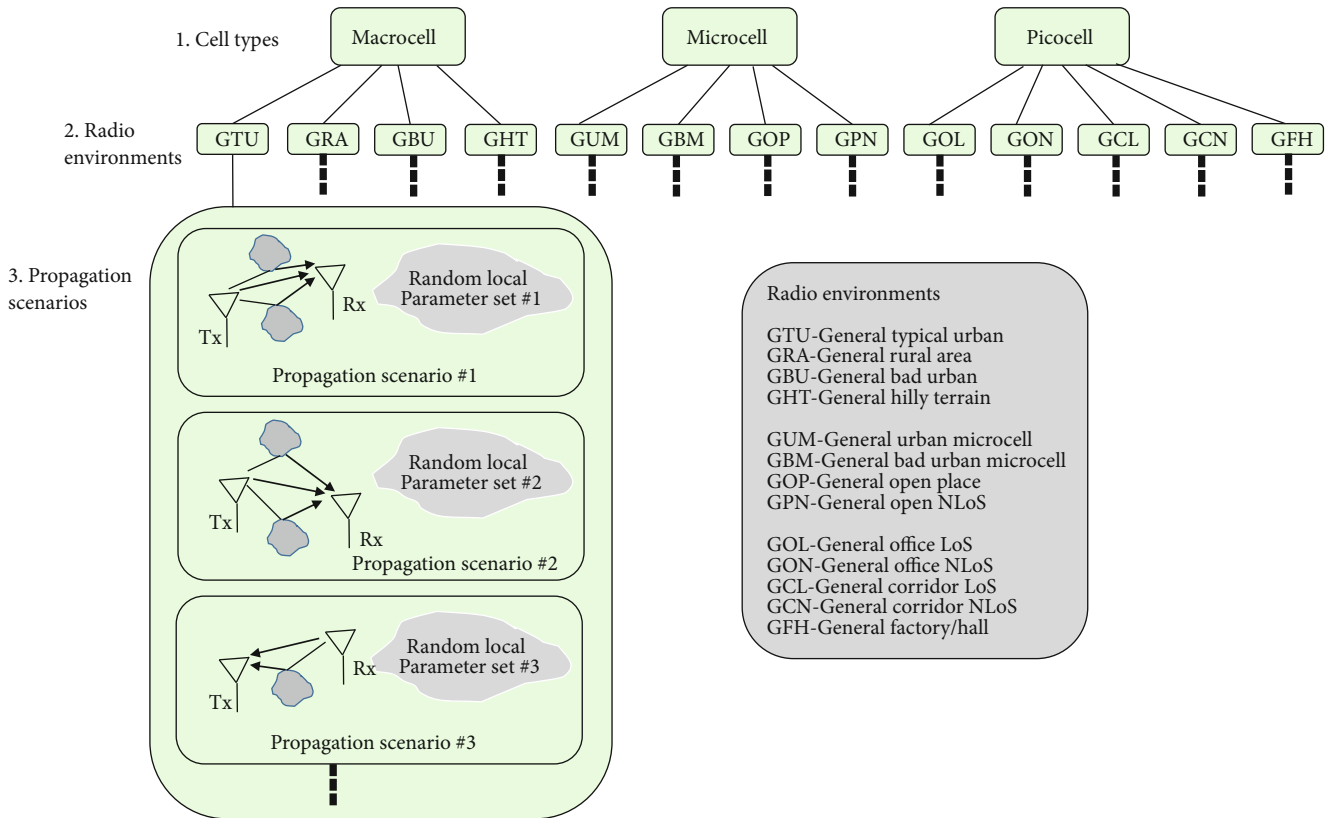 1. Cell types
Macrocell
Microcell
Picocell
2. Radio
environments
GTU
GRA
GBU
GHT
GUM
GBM
GOP
GPN
GOL
GON
GCL
GCN
GFH
3. Propagation
scenarios
Random local
Parameter set #1
Tx
Rx
Propagation scenario #1
Random local
Parameter set #2
Tx
Rx
Propagation scenario #2
Random local
Parameter set #3
Tx
Rx
Propagation scenario #3
Radio environments
GTU-General typical urban
GRA-General rural area
GBU-General bad urban
GHT-General hilly terrain
GUM-General urban microcell
GBM-General bad urban microcell
GOP-General open place
GPN-General open NLoS
GOL-General office LoS
GON-General office NLoS
GCL-General corridor LoS
GCN-General corridor NLoS
GFH-General factory/hall